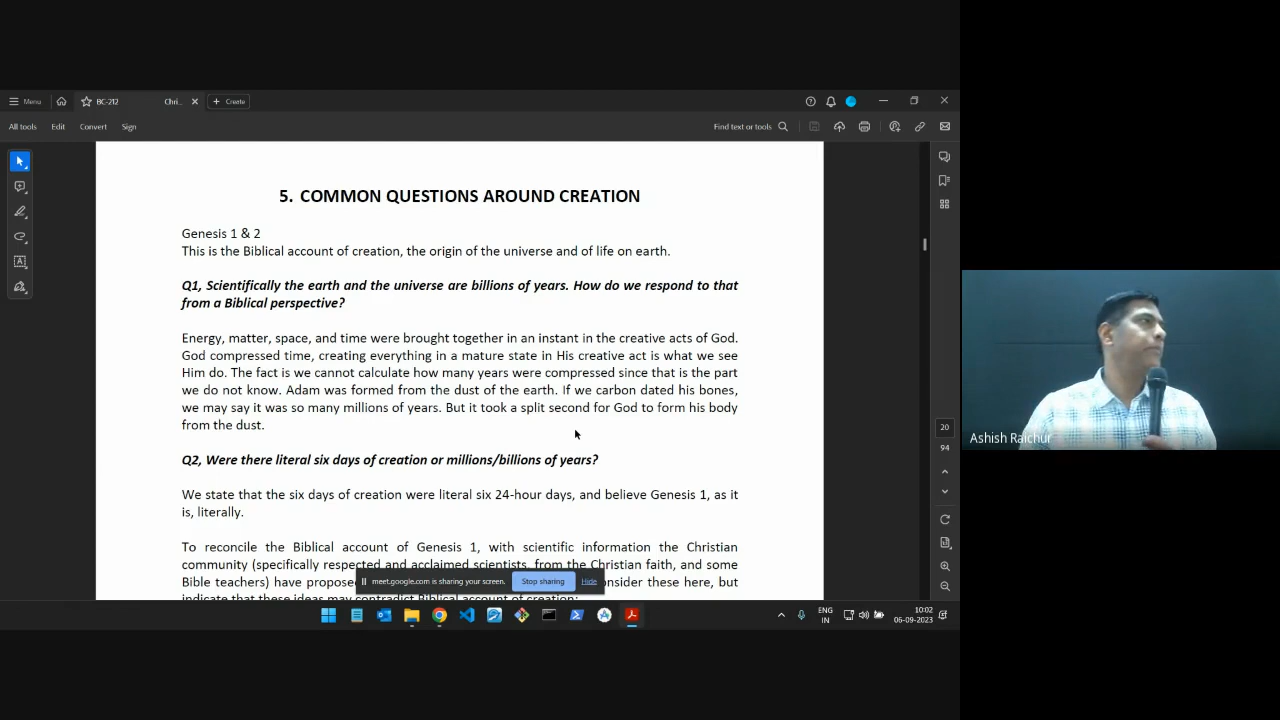 Menu
BC-212
Chri...
Create
All tools
Edit
Convert
Sign
Find text or tools
5. COMMON QUESTIONS AROUND CREATION
Genesis 1 & 2
This is the Biblical account of creation, the origin of the universe and of life on earth.
Q1, Scientifically the earth and the universe are billions of years. How do we respond to that
from a Biblical perspective?
Energy, matter, space, and time were brought together in an instant in the creative acts of God.
God compressed time, creating everything in a mature state in His creative act is what we see
Him do. The fact is we cannot calculate how many years were compressed since that is the part
we do not know. Adam was formed from the dust of the earth. If we carbon dated his bones,
we may say it was so many millions of years. But it took a split second for God to form his body
from the dust.
Q2, Were there literal six days of creation or millions/billions of years?
We state that the six days of creation were literal six 24-hour days, and believe Genesis 1, as it
is, literally.
To reconcile the Biblical account of Genesis 1, with scientific information the Christian
community (specifically respected and acclaimed scientists, from the Christian faith, and some
Bible teachers) have proposed consider these here, but
indicate that these ideas may contradict Biblical account of creation:
meet.google.com is sharing your screen.
Stop sharing
Hide
20
94
ENG
IN
10:02
06-09-2023
Ashish Raichur